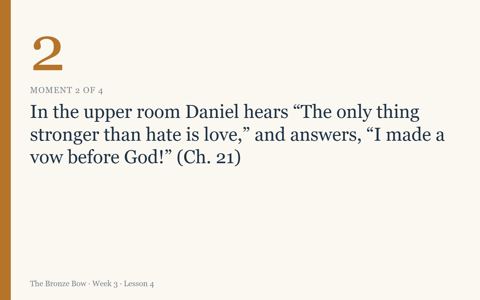 2
MOMENT 2 OF 4
In the upper room Daniel hears “The only thing
stronger than hate is love,” and answers, “I made a
vow before God!” (Ch. 21)
The Bronze Bow · Week 3 · Lesson 4